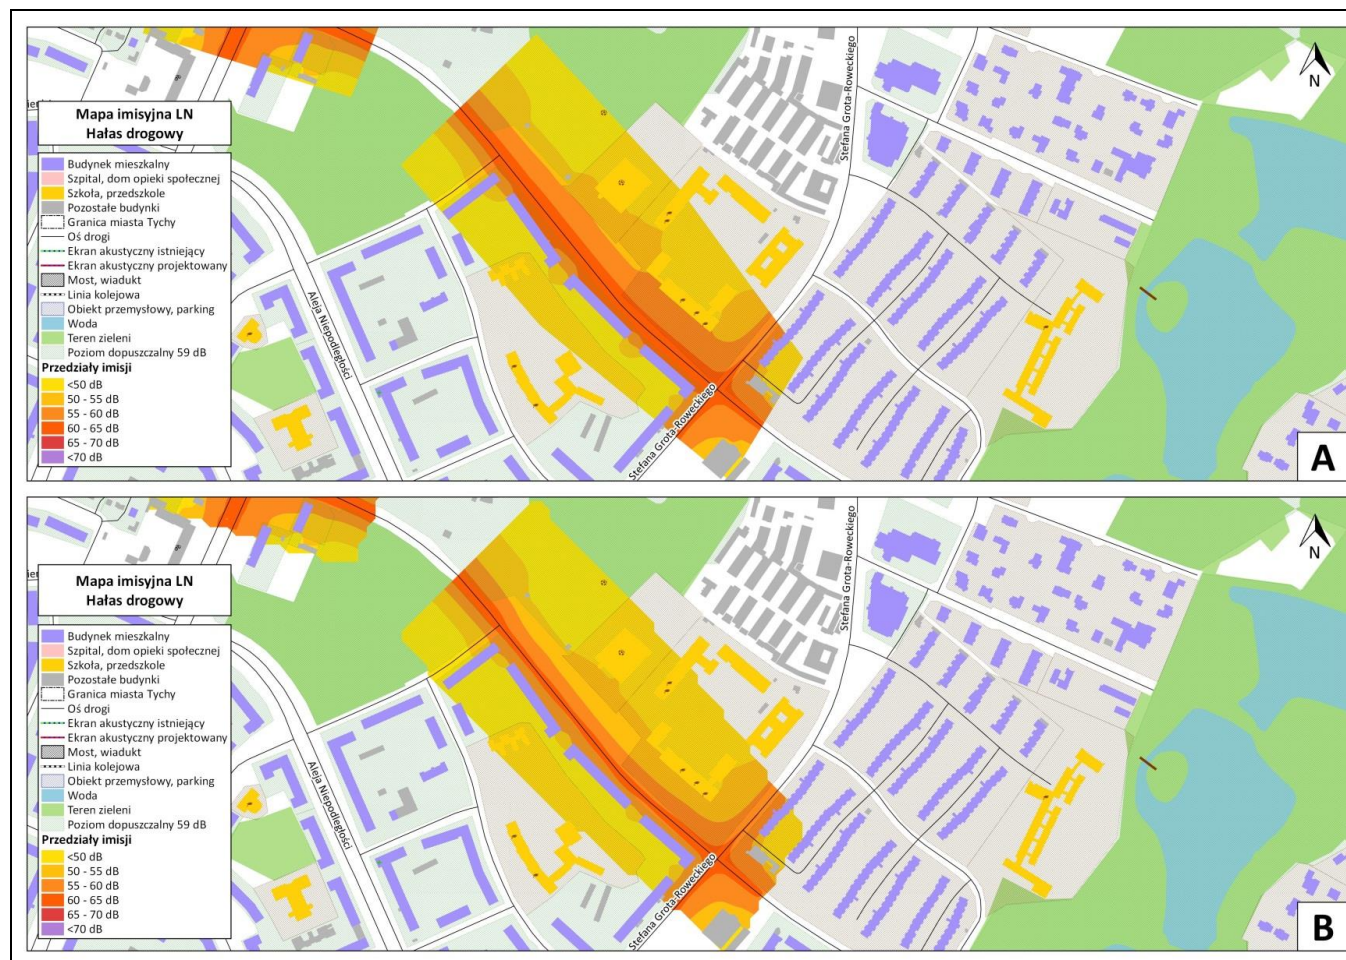 Mapa imisyjna LN
Hałas drogowy
Budynek mieszkalny
Szpital, dom opieki społecznej
Szkoła, przedszkole
Pozostałe budynki
Granica miasta Tychy
Oś drogi
Ekran akustyczny istniejący
Ekran akustyczny projektowany
Most, wiadukt
Linia kolejowa
Obiekt przemysłowy, parking
Woda
Teren zieleni
Poziom dopuszczalny 59 dB
Przedziały imisji
<50 dB
50 - 55 dB
55 - 60 dB
60 - 65 dB
65 - 70 dB
<70 dB
Aleja Niepodległości
Stefana Grota-Roweckiego
Stefana Grota-Roweckiego
N
A
Mapa imisyjna LN
Hałas drogowy
Budynek mieszkalny
Szpital, dom opieki społecznej
Szkoła, przedszkole
Pozostałe budynki
Granica miasta Tychy
Oś drogi
Ekran akustyczny istniejący
Ekran akustyczny projektowany
Most, wiadukt
Linia kolejowa
Obiekt przemysłowy, parking
Woda
Teren zieleni
Poziom dopuszczalny 59 dB
Przedziały imisji
<50 dB
50 - 55 dB
55 - 60 dB
60 - 65 dB
65 - 70 dB
<70 dB
Aleja Niepodległości
Stefana Grota-Roweckiego
Stefana Grota-Roweckiego
N
B